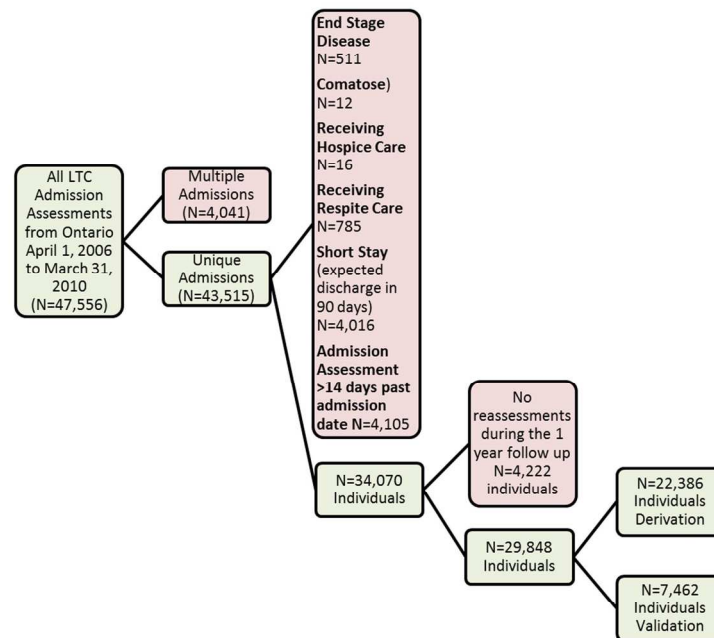 All LTC
Admission
Assessments
from Ontario
April 1, 2006
to March 31,
2010
(N=47,556)
Multiple
Admissions
(N=4,041)
Unique
Admissions
(N=43,515)
End Stage
Disease
N=511
Comatose)
N=12
Receiving
Hospice Care
N=16
Receiving
Respite Care
N=785
Short Stay
(expected
discharge in
90 days)
N=4,016
Admission
Assessment
>14 days past
admission
date N=4,105
N=34,070
Individuals
No
reassessments
during the 1
year follow up
N=4,222
individuals
N=29,848
Individuals
N=22,386
Individuals
Derivation
N=7,462
Individuals
Validation